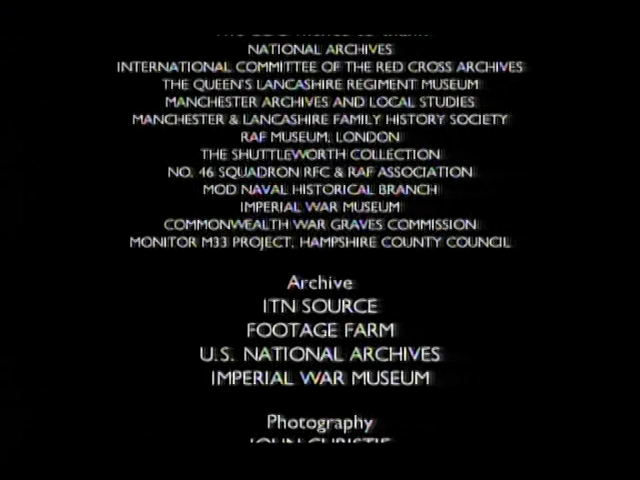 NATIONAL ARCHIVES
INTERNATIONAL COMMITTEE OF THE RED CROSS ARCHIVES
THE QUEEN'S LANCASHIRE REGIMENT MUSEUM
MANCHESTER ARCHIVES AND LOCAL STUDIES
MANCHESTER & LANCASHIRE FAMILY HISTORY SOCIETY
RAF MUSEUM, LONDON
THE SHUTTLEWORTH COLLECTION
NO. 46 SQUADRON RFC & RAF ASSOCIATION
MOD NAVAL HISTORICAL BRANCH
IMPERIAL WAR MUSEUM
COMMONWEALTH WAR GRAVES COMMISSION
MONITOR M33 PROJECT, HAMPSHIRE COUNTY COUNCIL
Archive
ITN SOURCE
FOOTAGE FARM
U.S. NATIONAL ARCHIVES
IMPERIAL WAR MUSEUM
Photography
JOHN CHRISTIE